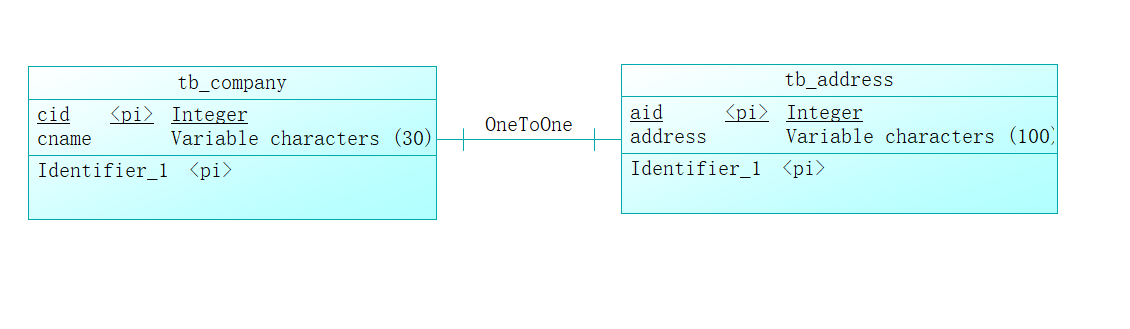 tb_company
cid <pi> Integer
cname Variable characters (30)
Identifier_1 <pi>
OneToOne
tb_address
aid <pi> Integer
address Variable characters (100)
Identifier_1 <pi>